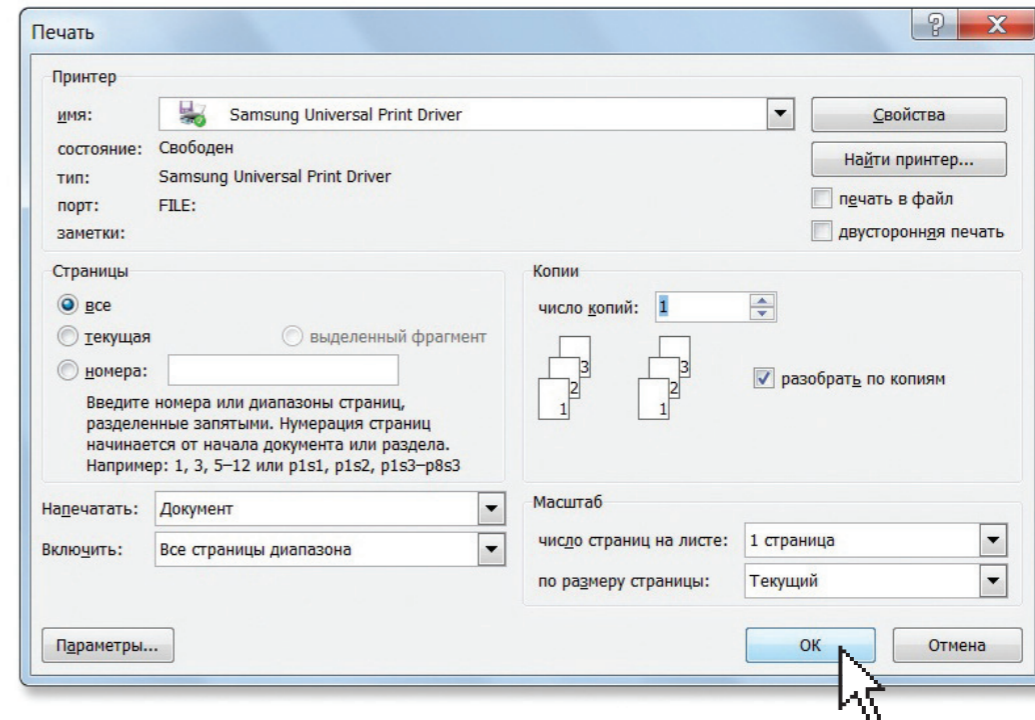 Печать
Принтер
имя: Samsung Universal Print Driver Свойства
состояние: Свободен
Найти принтер...
тип: Samsung Universal Print Driver
порт: FILE: печать в файл
заметки: двусторонняя печать
Страницы
все
текущая выделенный фрагмент
номера:
Введите номера или диапазоны страниц,
разделенные запятыми. Нумерация страниц
начинается от начала документа или раздела.
Например: 1, 3, 5–12 или p1s1, p1s2, p1s3–p8s3
Копии
число копий: 1
3 3
2 2
1 1
разобрать по копиям
Напечатать: Документ
Включить: Все страницы диапазона
Масштаб
число страниц на листе: 1 страница
по размеру страницы: Текущий
Параметры... ОК Отмена